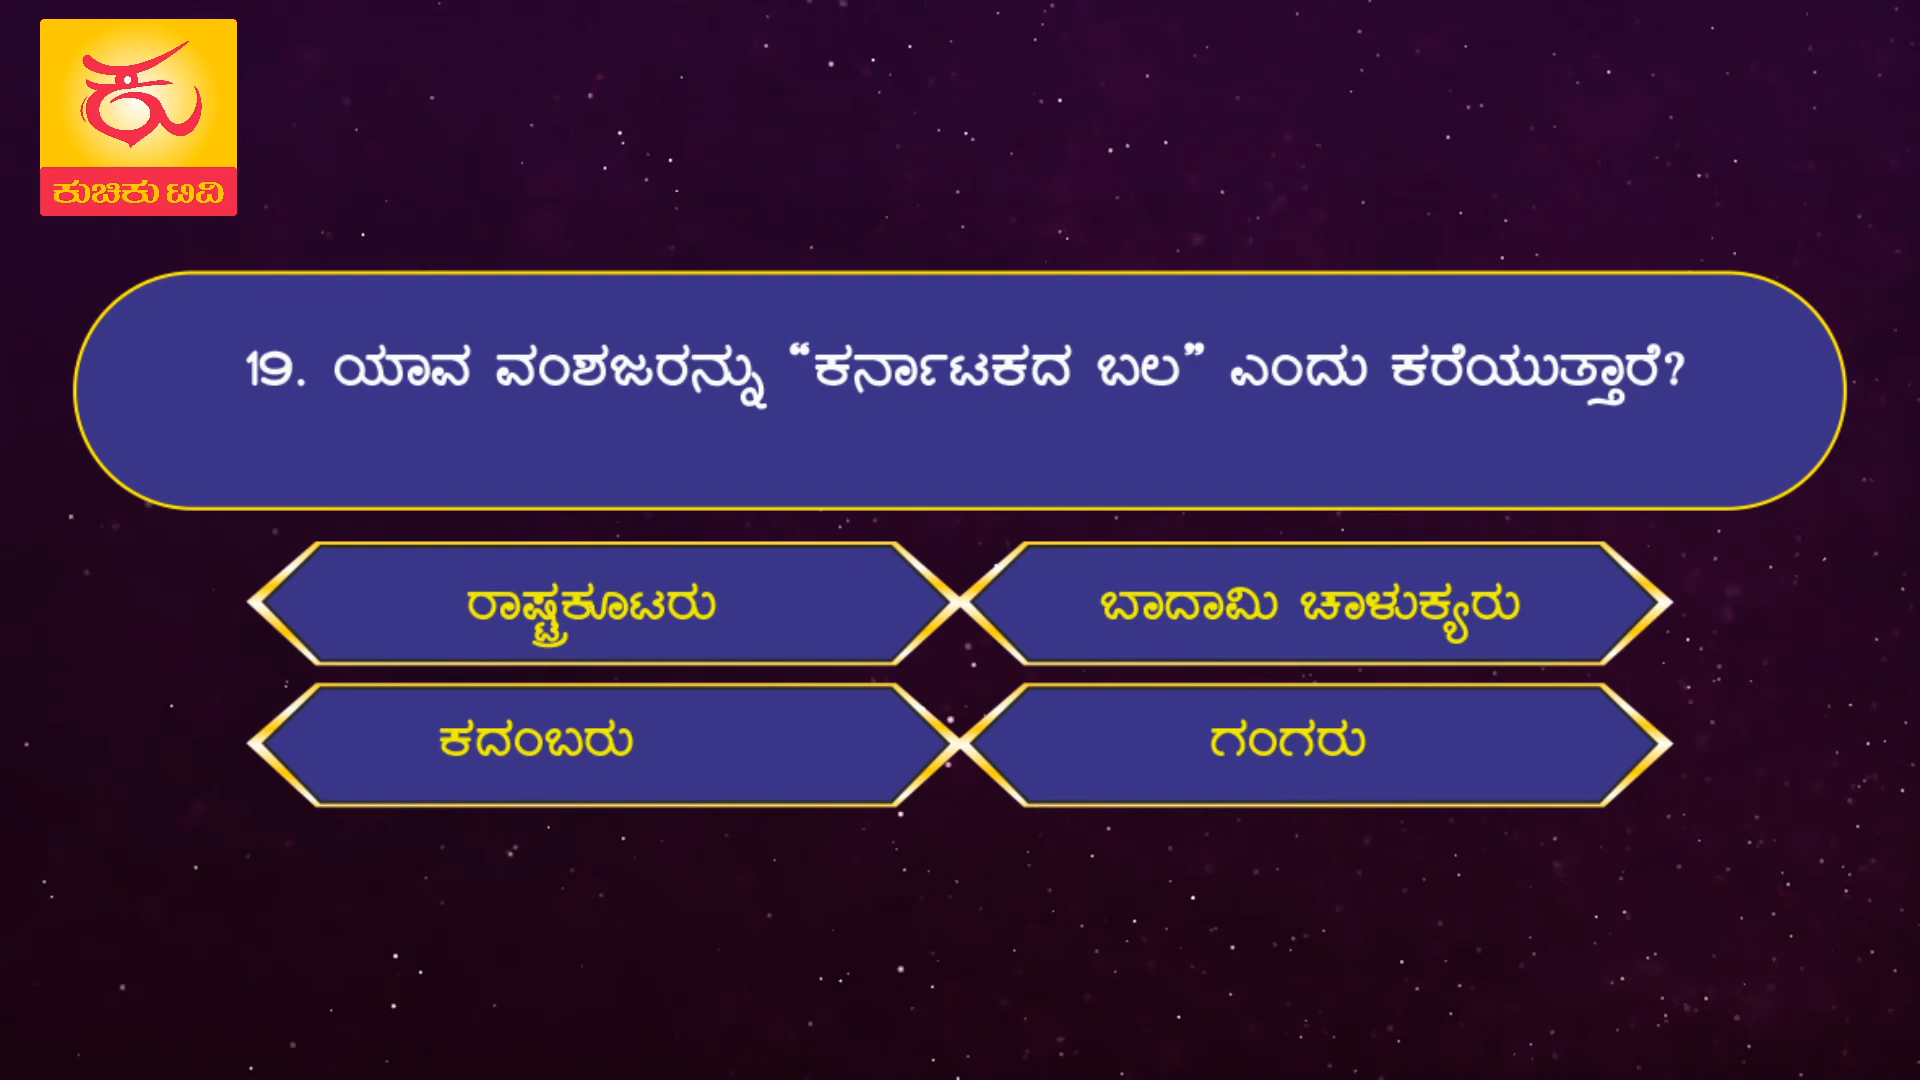 ಕು
ಕುಚಿಕು ಟಿವಿ
19. ಯಾವ ವಂಶಜರನ್ನು “ಕರ್ನಾಟಕದ ಬಲ” ಎಂದು ಕರೆಯುತ್ತಾರೆ?
ರಾಷ್ಟ್ರಕೂಟರು
ಬಾದಾಮಿ ಚಾಳುಕ್ಯರು
ಕದಂಬರು
ಗಂಗರು